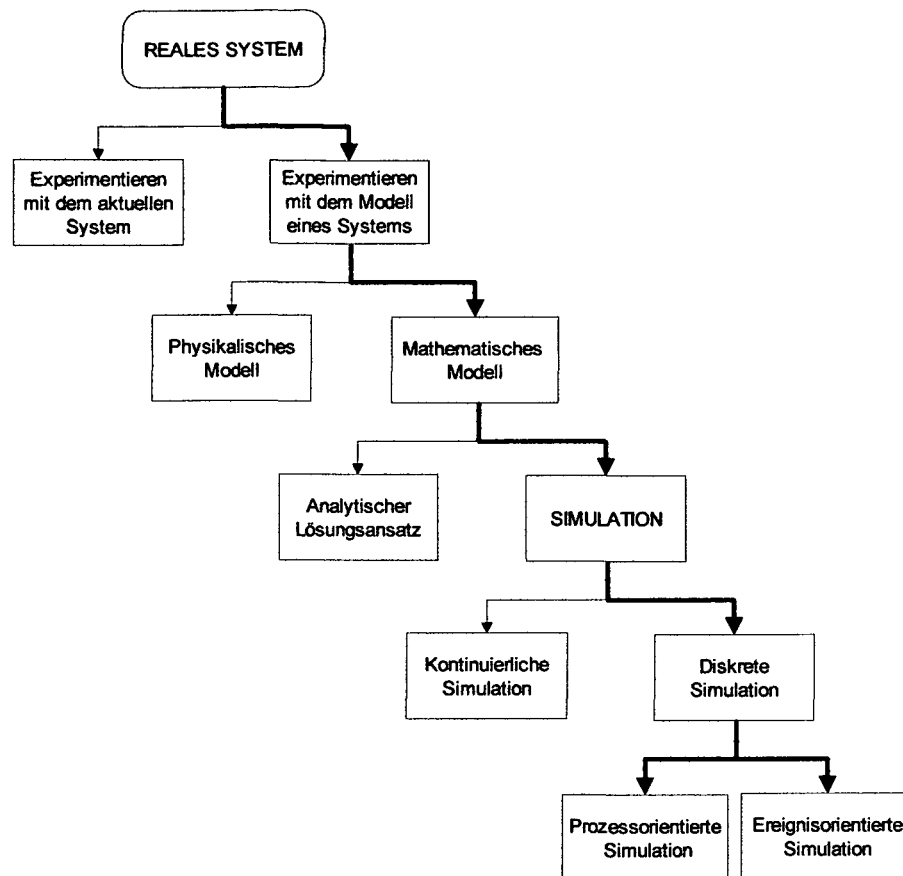 REALES SYSTEM
Experimentieren
mit dem aktuellen
System
Experimentieren
mit dem Modell
eines Systems
Physikalisches
Modell
Mathematisches
Modell
Analytischer
Lösungsansatz
SIMULATION
Kontinuierliche
Simulation
Diskrete
Simulation
Prozessorientierte
Simulation
Ereignisorientierte
Simulation